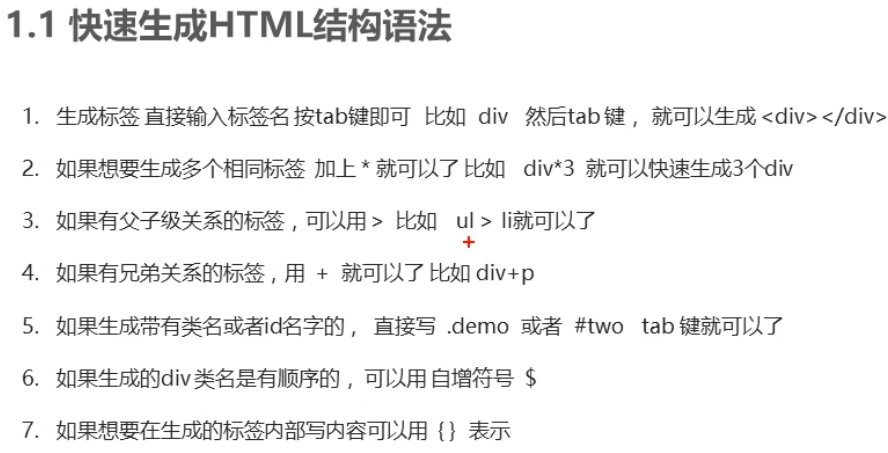 1.1 快速生成HTML结构语法
1. 生成标签 直接输入标签名 按tab键即可 比如 div 然后tab 键， 就可以生成 <div></div>
2. 如果想要生成多个相同标签 加上 * 就可以了 比如 div*3 就可以快速生成3个div
3. 如果有父子级关系的标签，可以用 > 比如 ul > li就可以了
4. 如果有兄弟关系的标签，用 + 就可以了 比如 div+p
5. 如果生成带有类名或者id名字的， 直接写 .demo 或者 #two tab 键就可以了
6. 如果生成的div 类名是有顺序的， 可以用 自增符号 $
7. 如果想要在生成的标签内部写内容可以用 { } 表示